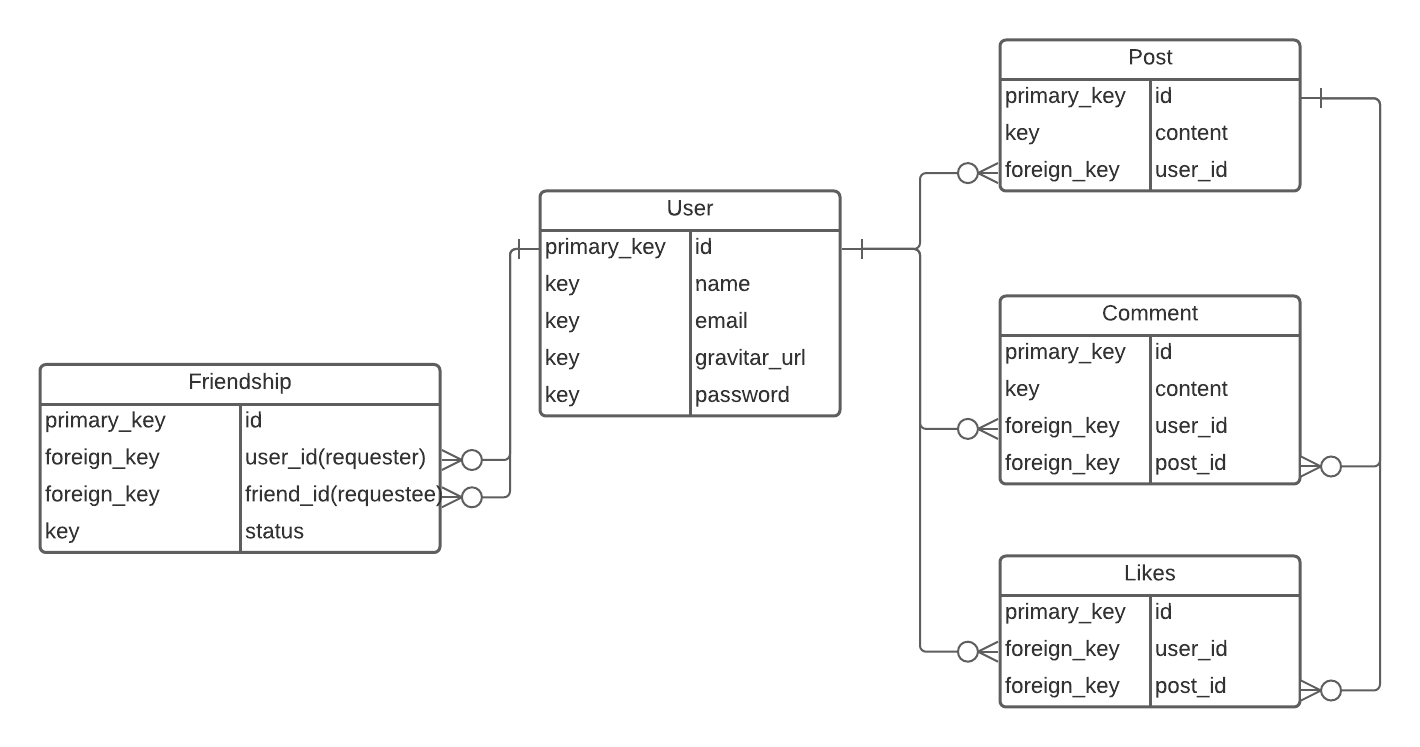 Post
primary_key id
key content
foreign_key user_id
User
primary_key id
key name
key email
key gravitar_url
key password
Comment
primary_key id
key content
foreign_key user_id
foreign_key post_id
Friendship
primary_key id
foreign_key user_id(requester)
foreign_key friend_id(requestee)
key status
Likes
primary_key id
foreign_key user_id
foreign_key post_id